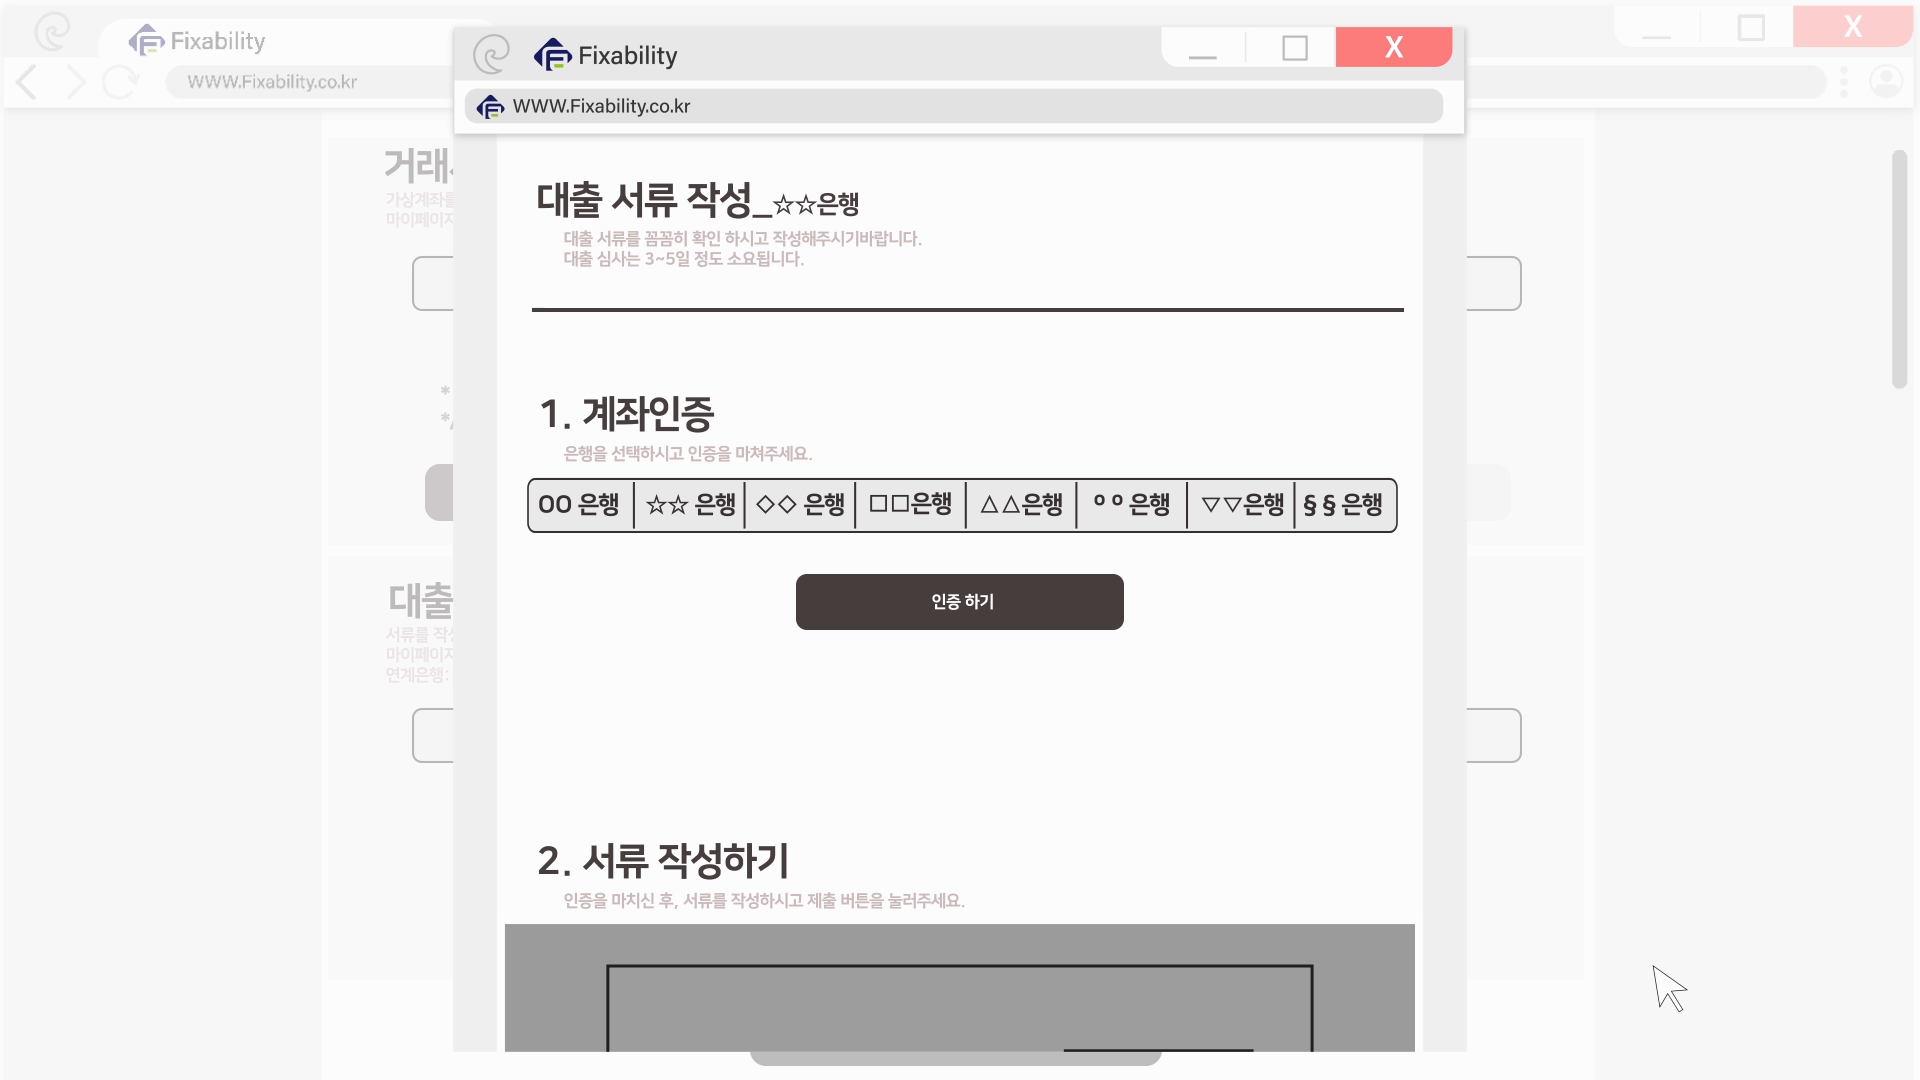 Fixability
WWW.Fixability.co.kr
Fixability
X
X
WWW.Fixability.co.kr
거래
가상계좌를
마이페이지
*
*
대출
서류를 작성
마이페이지
연계은행:
대출 서류 작성_☆☆은행
대출 서류를 꼼꼼히 확인 하시고 작성해주시기바랍니다.
대출 심사는 3~5일 정도 소요됩니다.
1. 계좌인증
은행을 선택하시고 인증을 마쳐주세요.
OO 은행 ☆☆ 은행 ◇◇ 은행 □□은행 △△은행 ㅇㅇ은행 ▽▽은행 §§은행
인증 하기
2. 서류 작성하기
인증을 마치신 후, 서류를 작성하시고 제출 버튼을 눌러주세요.